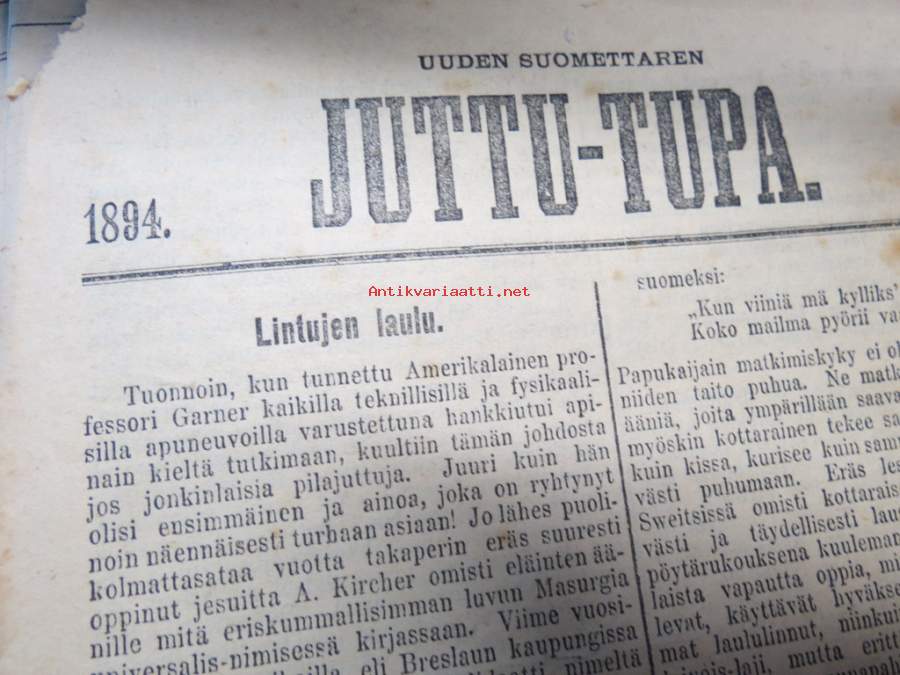 UUDEN SUOMETTAREN
JUTTU-TUPA.
1894.
Antikvariaatti.net
Lintujen laulu.
Tuonnoin, kun tunnettu Amerikalainen pro-
fessori Garner kaikilla teknillisillä ja fysikaali-
silla apuneuvoilla varustettuna hankkiutui api-
nain kieltä tutkimaan, kuultiin tämän johdosta
jos jonkinlaisia pilajuttuja. Juuri kuin hän
olisi ensimmäinen ja ainoa, joka on ryhtynyt
noin näennäisesti turhaan asiaan! Jo lähes puoli-
kolmattasataa vuotta takaperin eräs suuresti
oppinut jesuitta A. Kircher omisti eläinten ää-
nille mitä eriskummallisimman luvun Masurgia
universalis-nimisessä kirjassaan. Viime vuosi-
eli Breslaun kaupungissa
nimeltä
suomeksi:
„Kun viiniä mä kylliks'
Koko mailma pyörii
Papukaijain matkimiskyky ei
niiden taito puhua. Ne
ääniä, joita ympärillään
myöskin kottarainen tekee
kuin kissa, kurisee kuin
västi puhumaan. Eräs
Sweitsissä omisti
västi ja täydellisesti
pöytärukouksena
laista vapautta oppia,
levat, käyttävät
mat laululinnut,
mutta